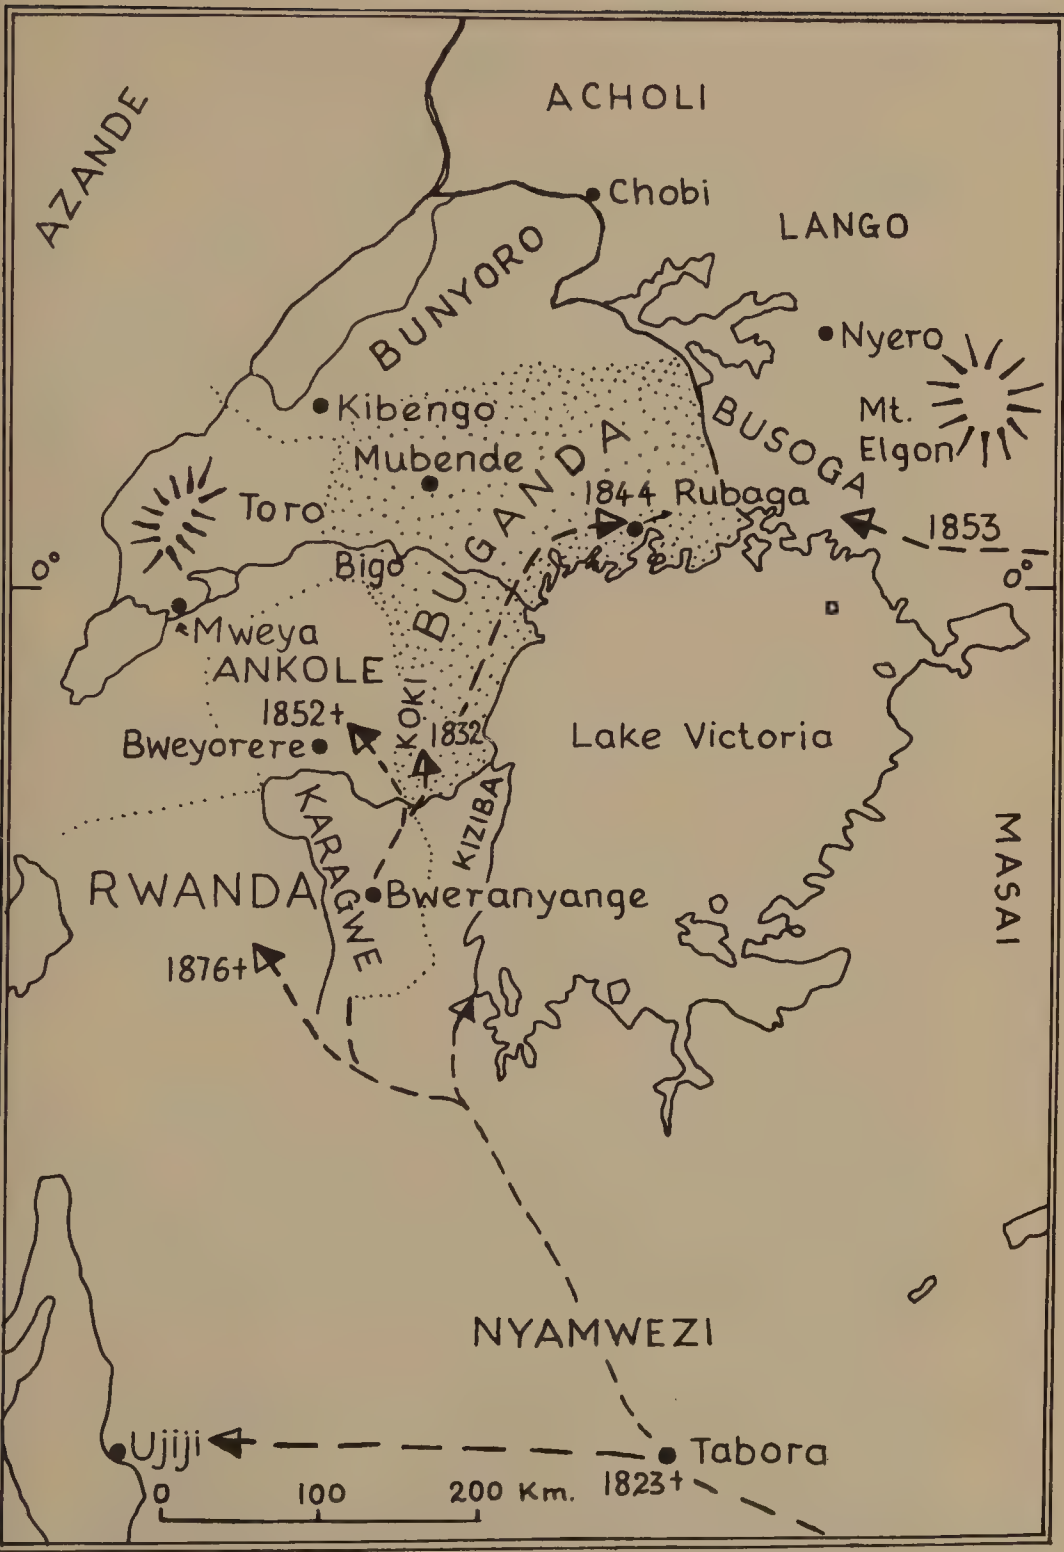 ACHOLI
AZANDE
Chobi
LANGO
BUNYORO
Nyero
Kibengo
Mt.
Elgon
BUSOGA
Mubende
BUGANDA
1844 Rubaga
Toro
1853
Bigo
0°
0°
Mweya
ANKOLE
KOKI
1852+
1832
Bweyorere
Lake Victoria
KARAGWE
KIZIBA
MASAI
RWANDA
Bweranyange
1876+
NYAMWEZI
Ujiji
Tabora
1823+
0 100 200 Km.